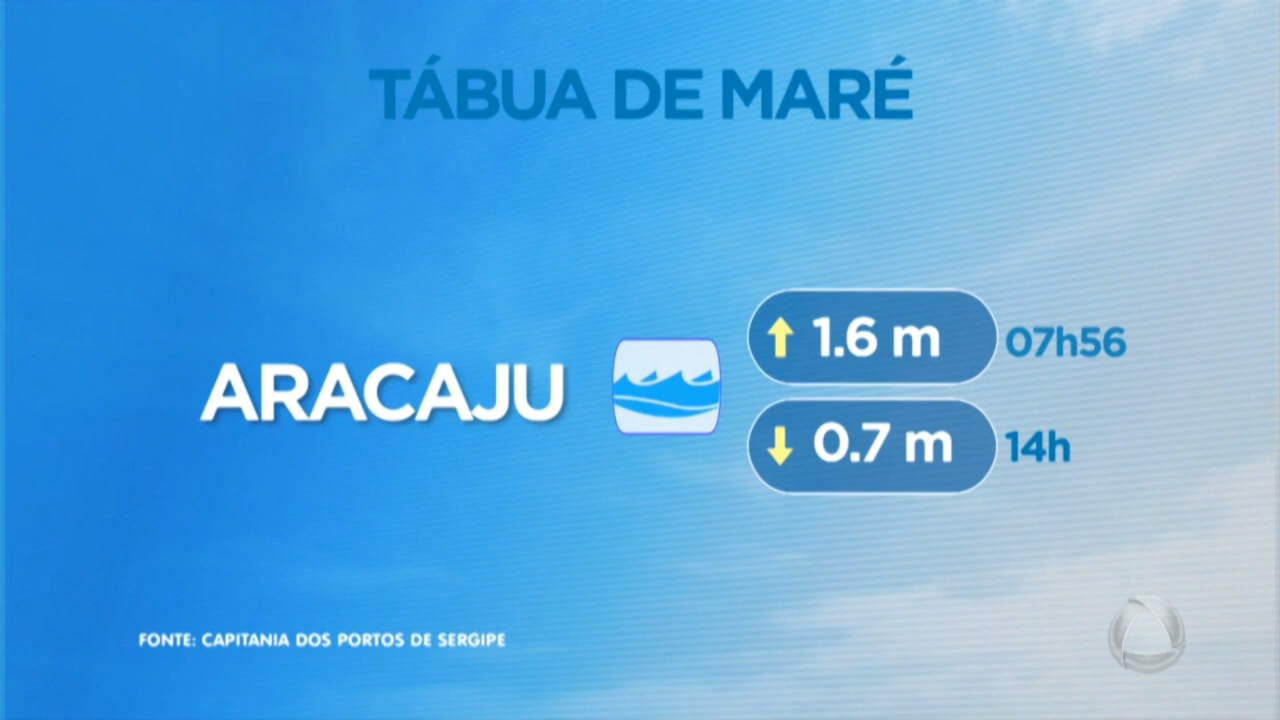 TÁBUA DE MARÉ
ARACAJU
1.6 m 07h56
0.7 m 14h
FONTE: CAPITANIA DOS PORTOS DE SERGIPE